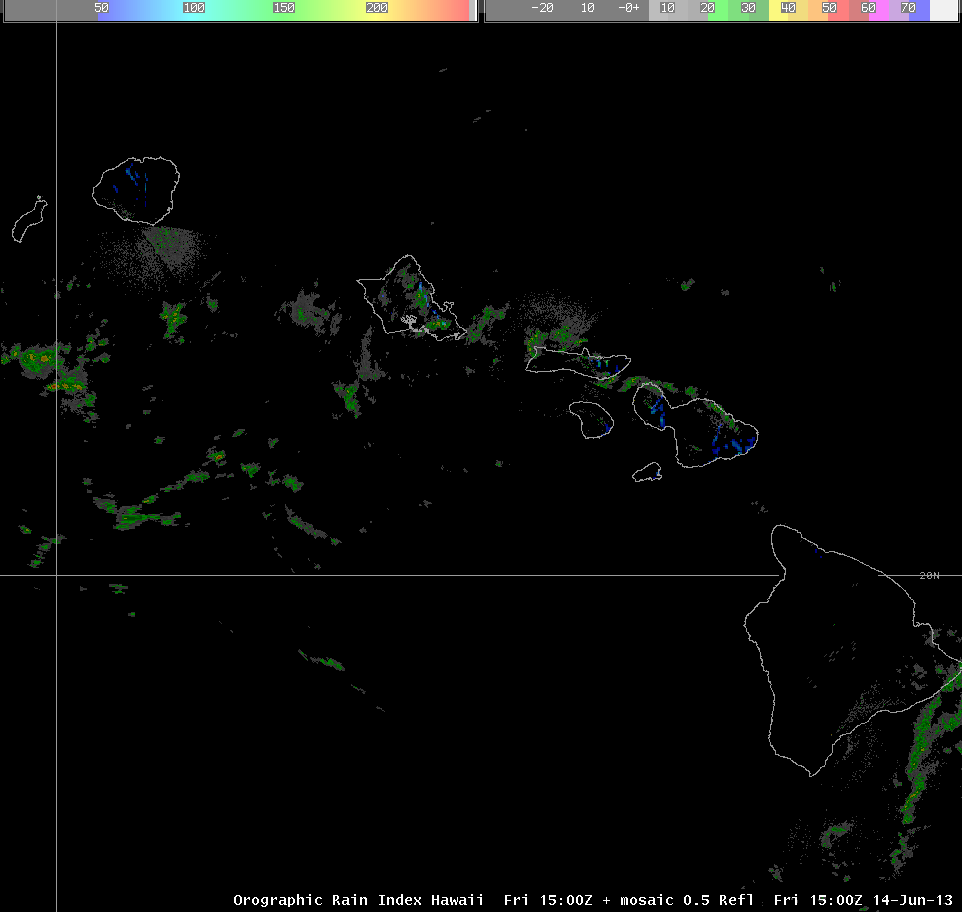 50 100 150 200 -20 10 -0+ 10 20 30 40 50 60 70
20N
Orographic Rain Index Hawaii Fri 15:00Z + mosaic 0.5 Refl Fri 15:00Z 14-Jun-13